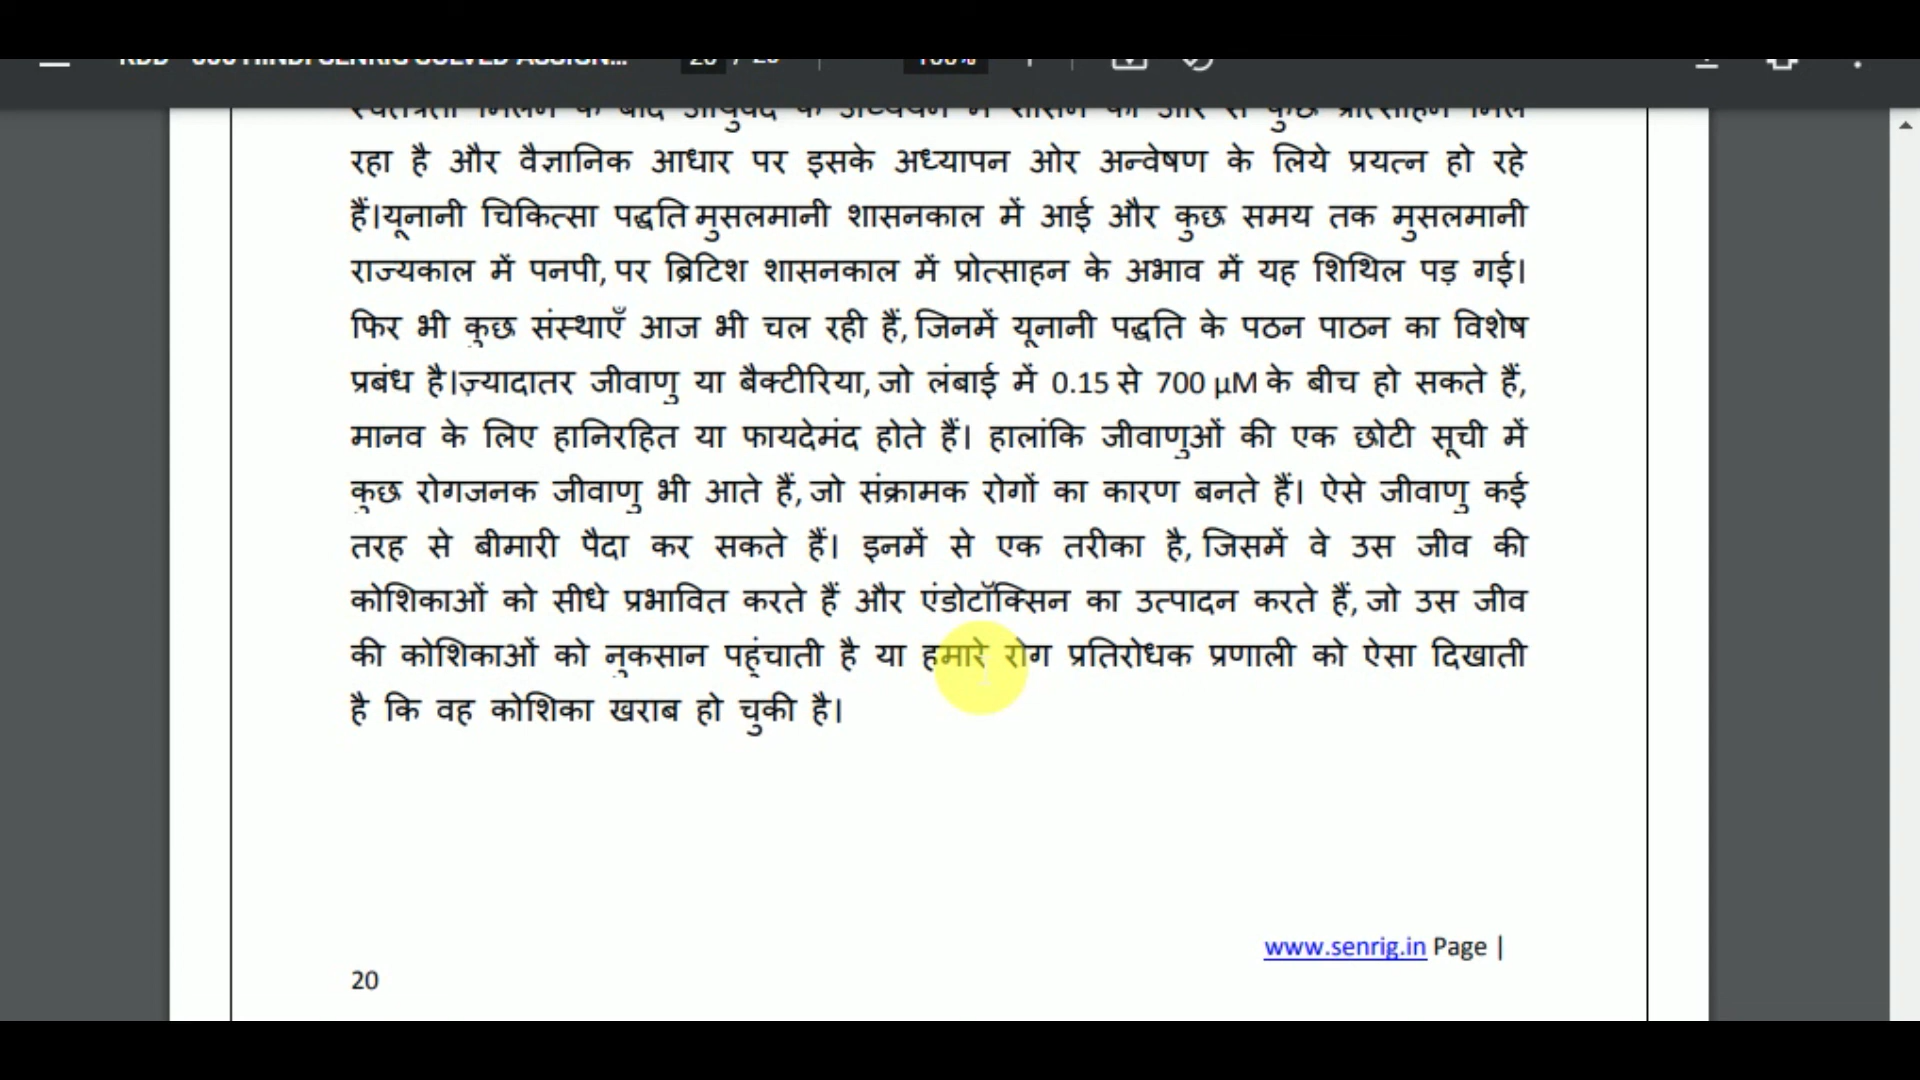 रहा है और वैज्ञानिक आधार पर इसके अध्यापन ओर अन्वेषण के लिये प्रयत्न हो रहे
हैं।यूनानी चिकित्सा पद्धति मुसलमानी शासनकाल में आई और कुछ समय तक मुसलमानी
राज्यकाल में पनपी, पर ब्रिटिश शासनकाल में प्रोत्साहन के अभाव में यह शिथिल पड़ गई।
फिर भी कुछ संस्थाएँ आज भी चल रही हैं, जिनमें यूनानी पद्धति के पठन पाठन का विशेष
प्रबंध है।ज़्यादातर जीवाणु या बैक्टीरिया, जो लंबाई में 0.15 से 700 μM के बीच हो सकते हैं,
मानव के लिए हानिरहित या फायदेमंद होते हैं। हालांकि जीवाणुओं की एक छोटी सूची में
कुछ रोगजनक जीवाणु भी आते हैं, जो संक्रामक रोगों का कारण बनते हैं। ऐसे जीवाणु कई
तरह से बीमारी पैदा कर सकते हैं। इनमें से एक तरीका है, जिसमें वे उस जीव की
कोशिकाओं को सीधे प्रभावित करते हैं और एंडोटॉक्सिन का उत्पादन करते हैं, जो उस जीव
की कोशिकाओं को नुकसान पहुंचाती है या हमारे रोग प्रतिरोधक प्रणाली को ऐसा दिखाती
है कि वह कोशिका खराब हो चुकी है।
www.senrig.in Page |
20